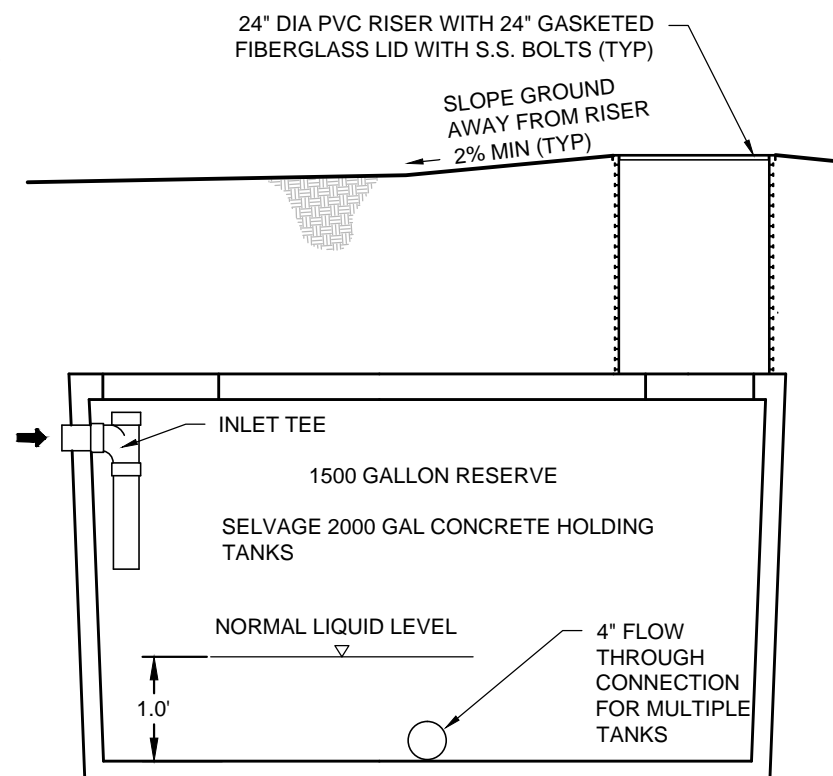 24" DIA PVC RISER WITH 24" GASKETED
FIBERGLASS LID WITH S.S. BOLTS (TYP)
SLOPE GROUND
AWAY FROM RISER
2% MIN (TYP)
INLET TEE
1500 GALLON RESERVE
SELVAGE 2000 GAL CONCRETE HOLDING
TANKS
NORMAL LIQUID LEVEL
1.0'
4" FLOW
THROUGH
CONNECTION
FOR MULTIPLE
TANKS